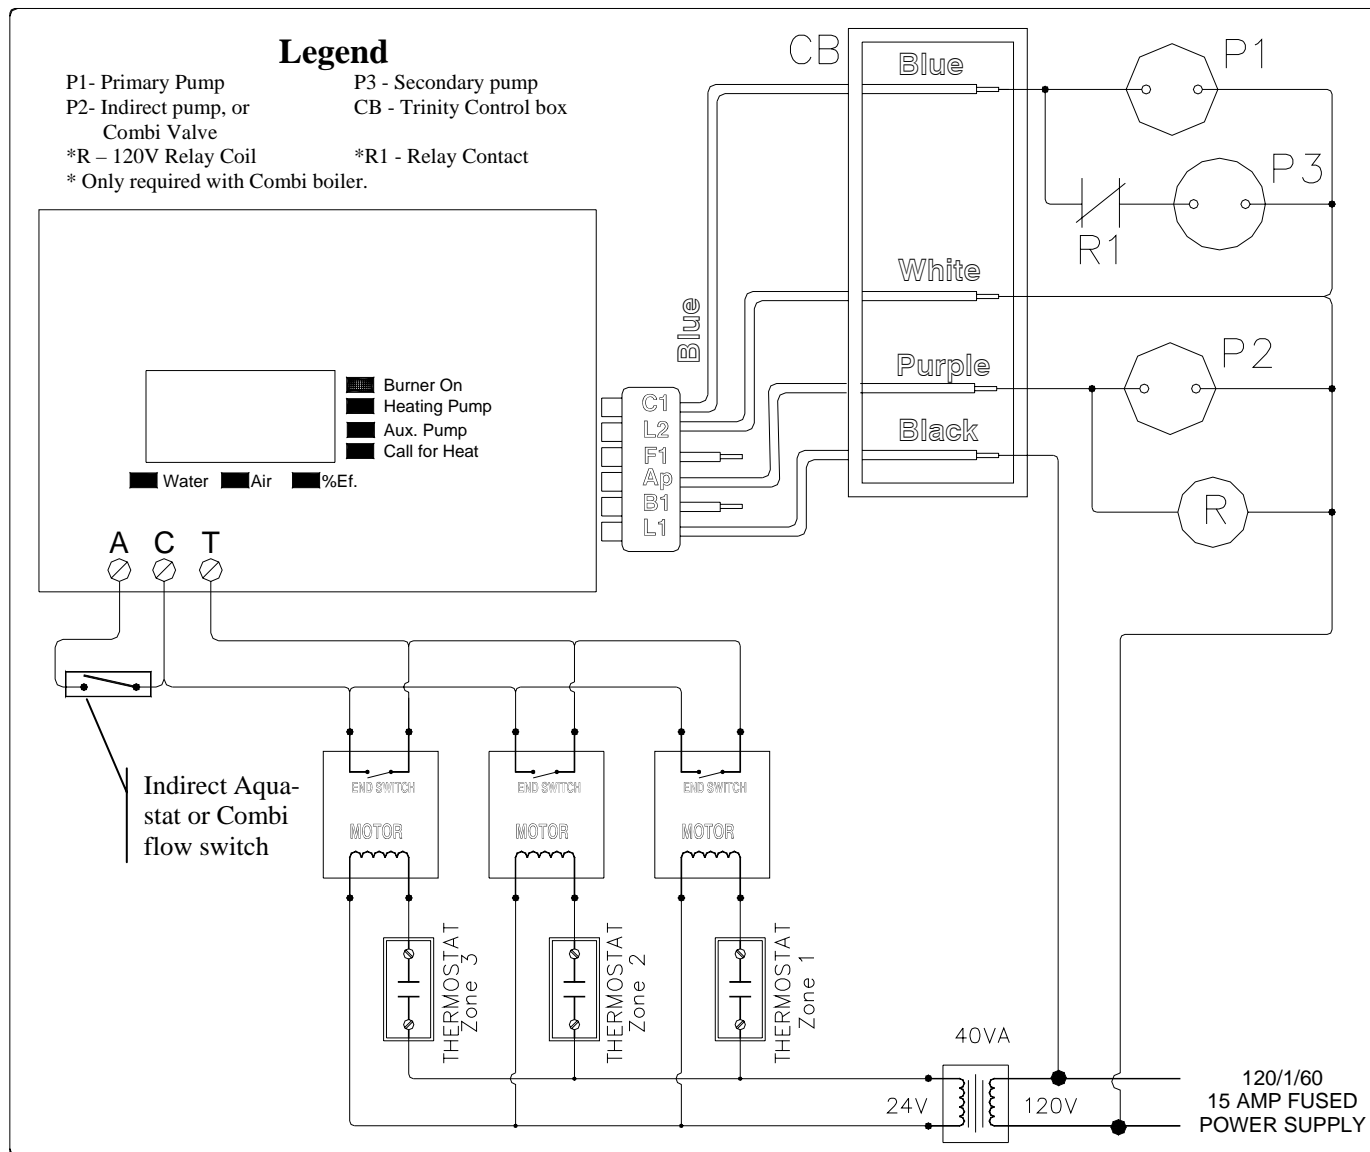 Legend
P1- Primary Pump
P3 - Secondary pump
P2- Indirect pump, or
Combi Valve
CB - Trinity Control box
*R – 120V Relay Coil
*R1 - Relay Contact
* Only required with Combi boiler.
CB
Blue
P1
P3
R1
White
Blue
Purple
P2
Black
R
Burner On
Heating Pump
Aux. Pump
Call for Heat
Water
Air
%Ef.
C1
L2
F1
Ap
B1
L1
A C T
Indirect Aqua-
stat or Combi
flow switch
END SWITCH
MOTOR
END SWITCH
MOTOR
END SWITCH
MOTOR
THERMOSTAT
Zone 3
THERMOSTAT
Zone 2
THERMOSTAT
Zone 1
40VA
24V
120V
120/1/60
15 AMP FUSED
POWER SUPPLY